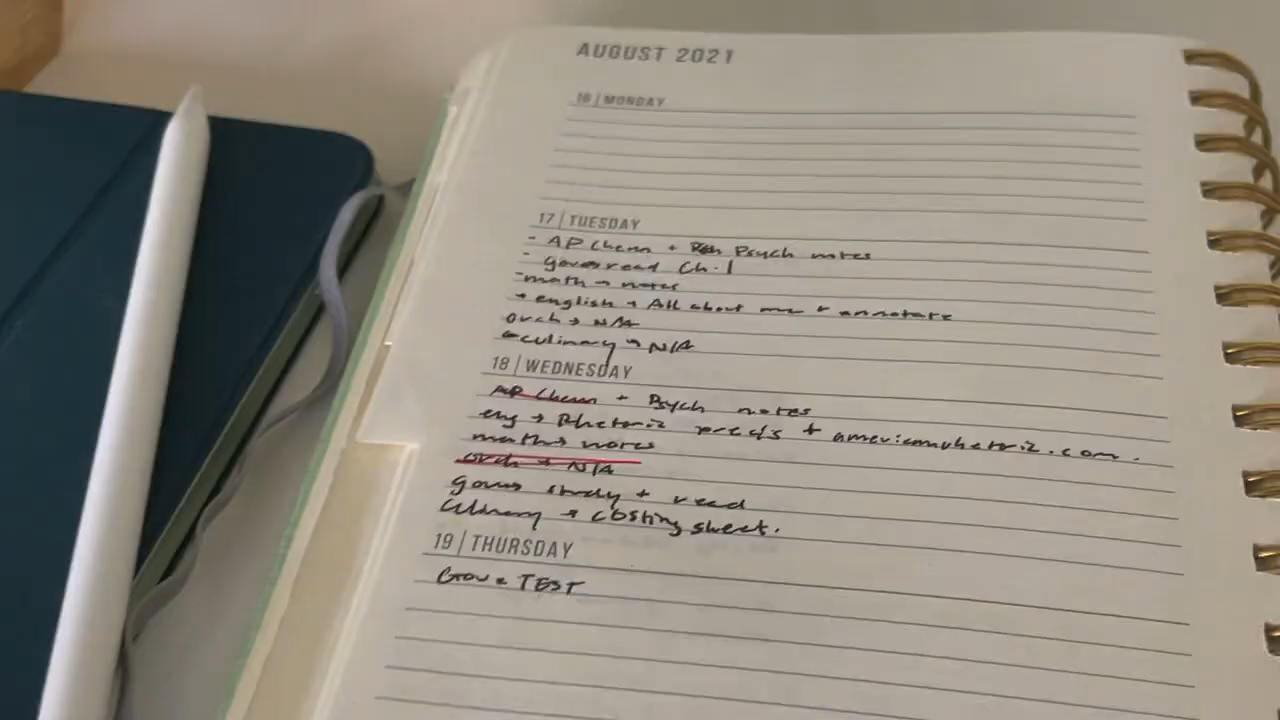 AUGUST 2021
16 | MONDAY
17 | TUESDAY
- AP Chem + Psych notes
- gov → read Ch. 1
- math → notes
→ english → All about me + annotate
orch → N/A
culinary → N/A
18 | WEDNESDAY
AP Chem + Psych notes
eng → Rhetoric precis + americanrhetoric.com.
math → notes
orch → N/A
gov → study + read
culinary → costing sheet.
19 | THURSDAY
Gov → TEST